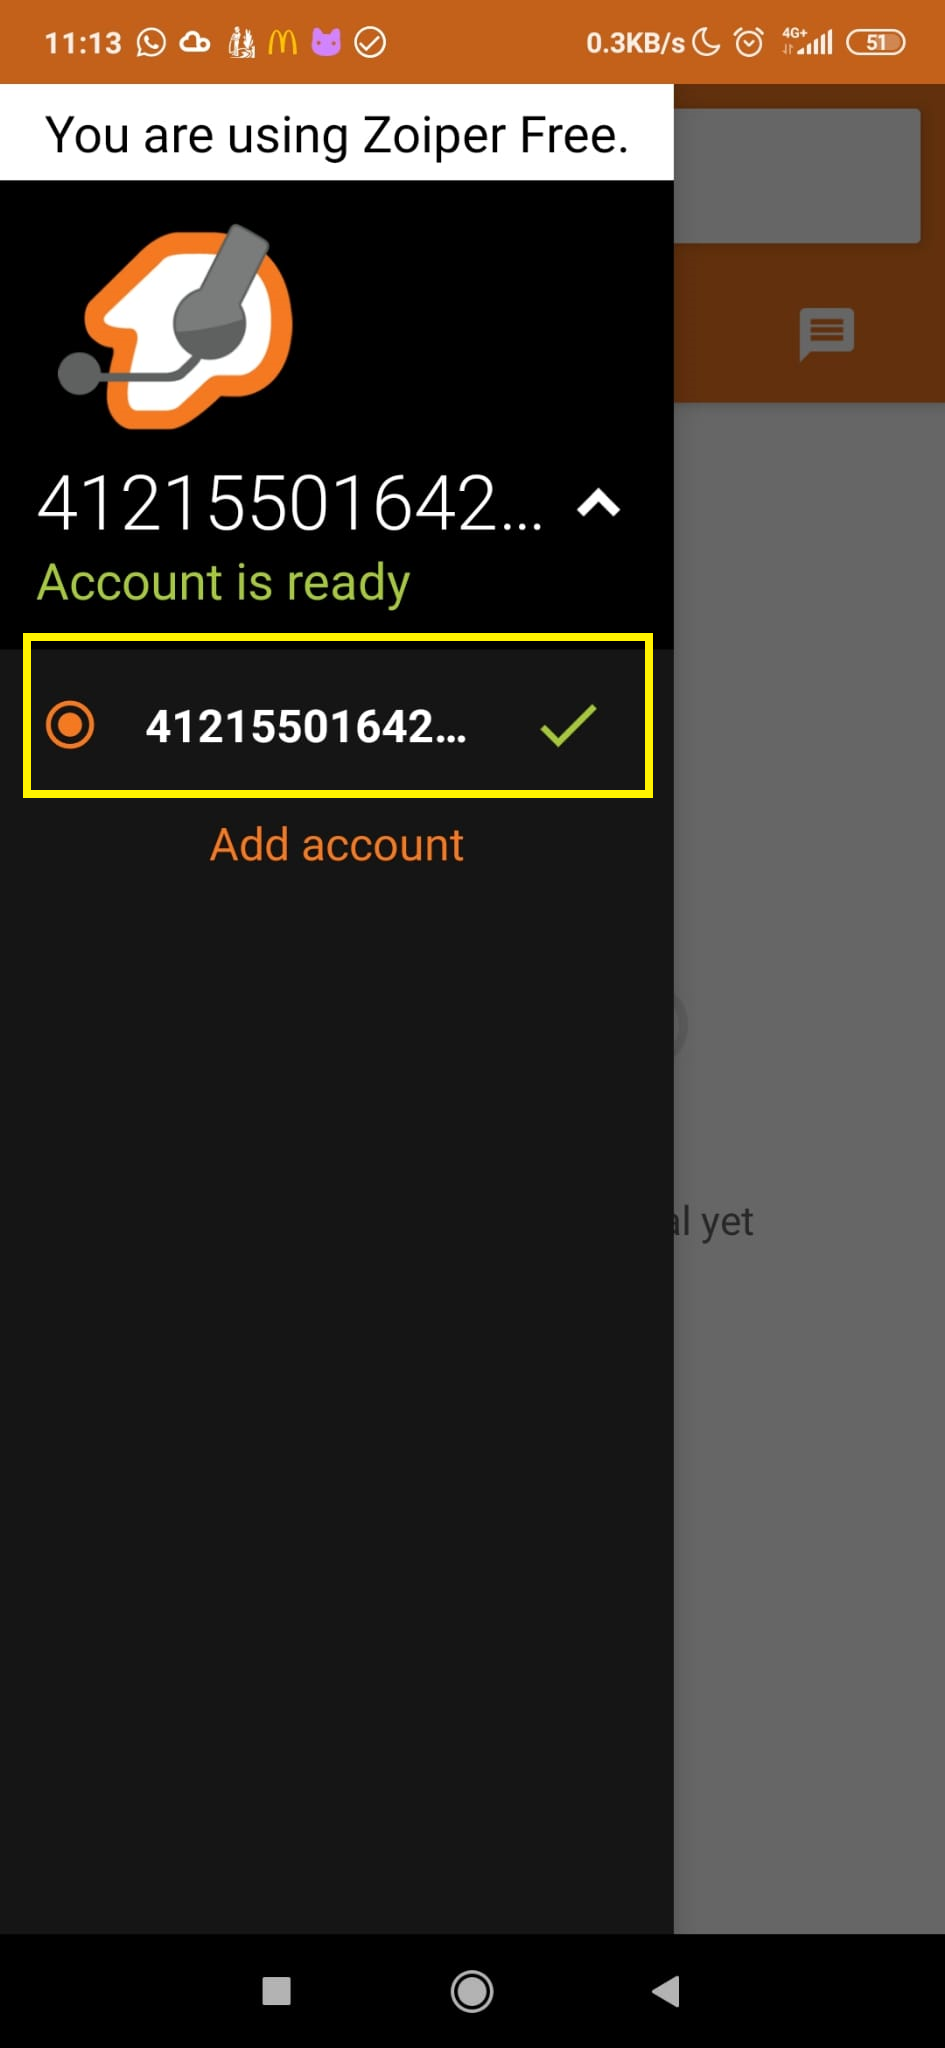 11:13 0.3KB/s 4G+ 51
You are using Zoiper Free.
41215501642...
Account is ready
41215501642...
Add account
yet